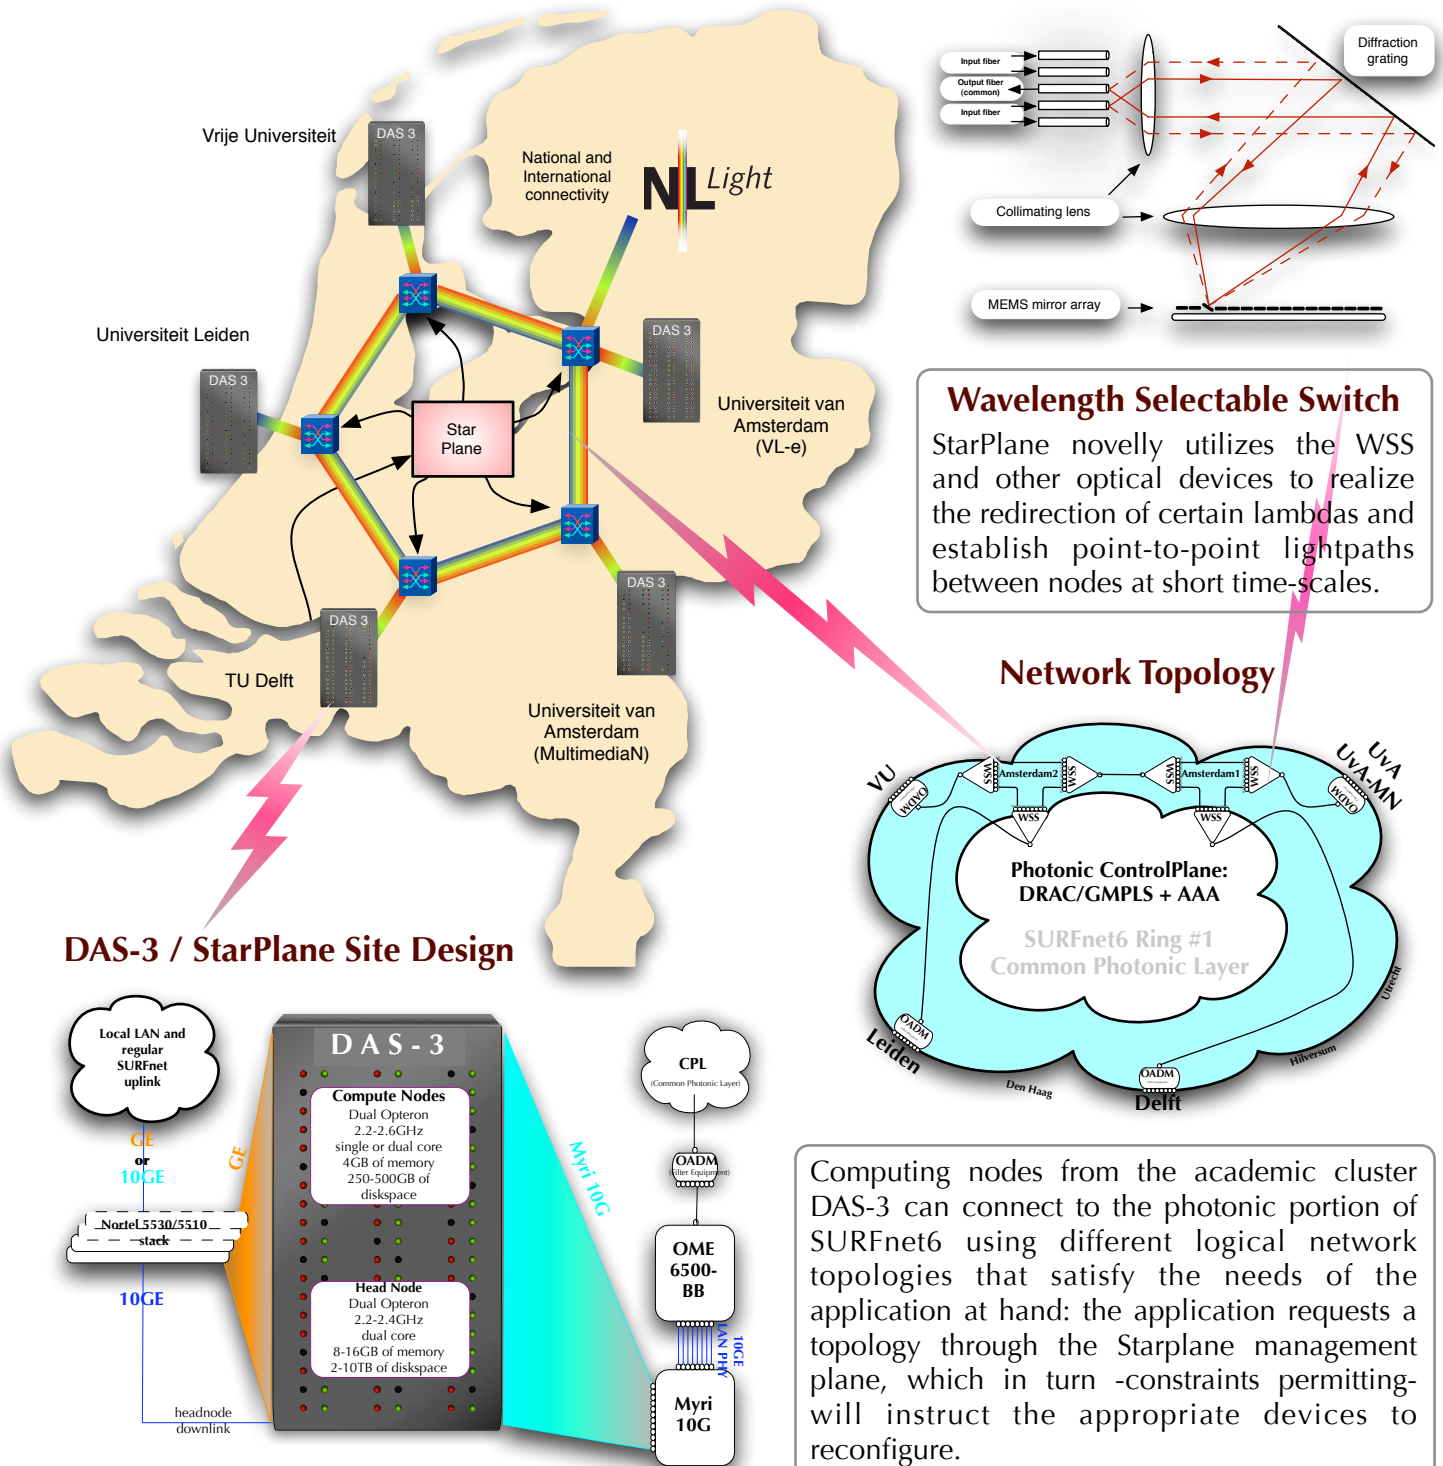 Vrije Universiteit
DAS 3
National and
International
connectivity
NL Light
Universiteit Leiden
DAS 3
DAS 3
Star
Plane
Universiteit van
Amsterdam
(VL-e)
DAS 3
DAS 3
TU Delft
Universiteit van
Amsterdam
(MultimediaN)
Input fiber
Output fiber
(common)
Input fiber
Diffraction
grating
Collimating lens
MEMS mirror array
Wavelength Selectable Switch
StarPlane novelly utilizes the WSS
and other optical devices to realize
the redirection of certain lambdas and
establish point-to-point lightpaths
between nodes at short time-scales.
Network Topology
VU
OADM
WSS
Amsterdam2
WSS
WSS
WSS
Amsterdam1
WSS
WSS
UvA
UvA-MN
OADM
Photonic ControlPlane:
DRAC/GMPLS + AAA
SURFnet6 Ring #1
Common Photonic Layer
OADM
Leiden
Den Haag
OADM
Delft
Hilversum
Utrecht
DAS-3 / StarPlane Site Design
Local LAN and
regular
SURFnet
uplink
GE
or
10GE
Nortel 5530/5510
stack
10GE
headnode
downlink
GE
DAS-3
Compute Nodes
Dual Opteron
2.2-2.6GHz
single or dual core
4GB of memory
250-500GB of
diskspace
Head Node
Dual Opteron
2.2-2.4GHz
dual core
8-16GB of memory
2-10TB of diskspace
Myri 10G
CPL
(Common Photonic Layer)
OADM
(Filter Equipment)
OME
6500-
BB
10GE
LAN PHY
Myri
10G
Computing nodes from the academic cluster
DAS-3 can connect to the photonic portion of
SURFnet6 using different logical network
topologies that satisfy the needs of the
application at hand: the application requests a
topology through the Starplane management
plane, which in turn -constraints permitting-
will instruct the appropriate devices to
reconfigure.